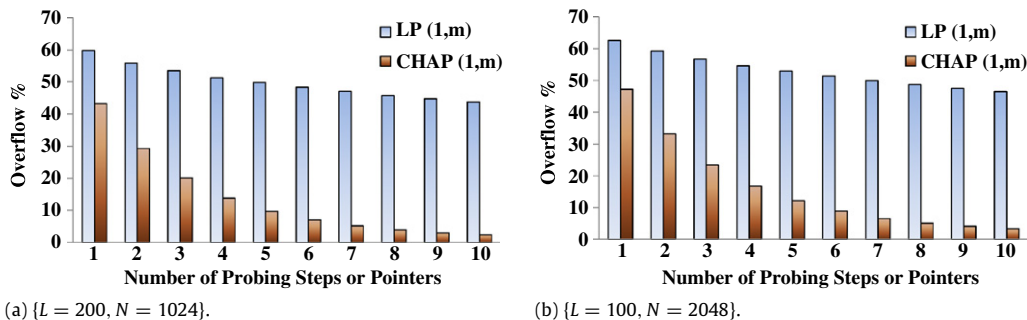 70
60
50
40
30
20
10
0
Overflow %
LP (1,m)
CHAP (1,m)
1 2 3 4 5 6 7 8 9 10
Number of Probing Steps or Pointers
(a) {L = 200, N = 1024}.
70
60
50
40
30
20
10
0
Overflow %
LP (1,m)
CHAP (1,m)
1 2 3 4 5 6 7 8 9 10
Number of Probing Steps or Pointers
(b) {L = 100, N = 2048}.